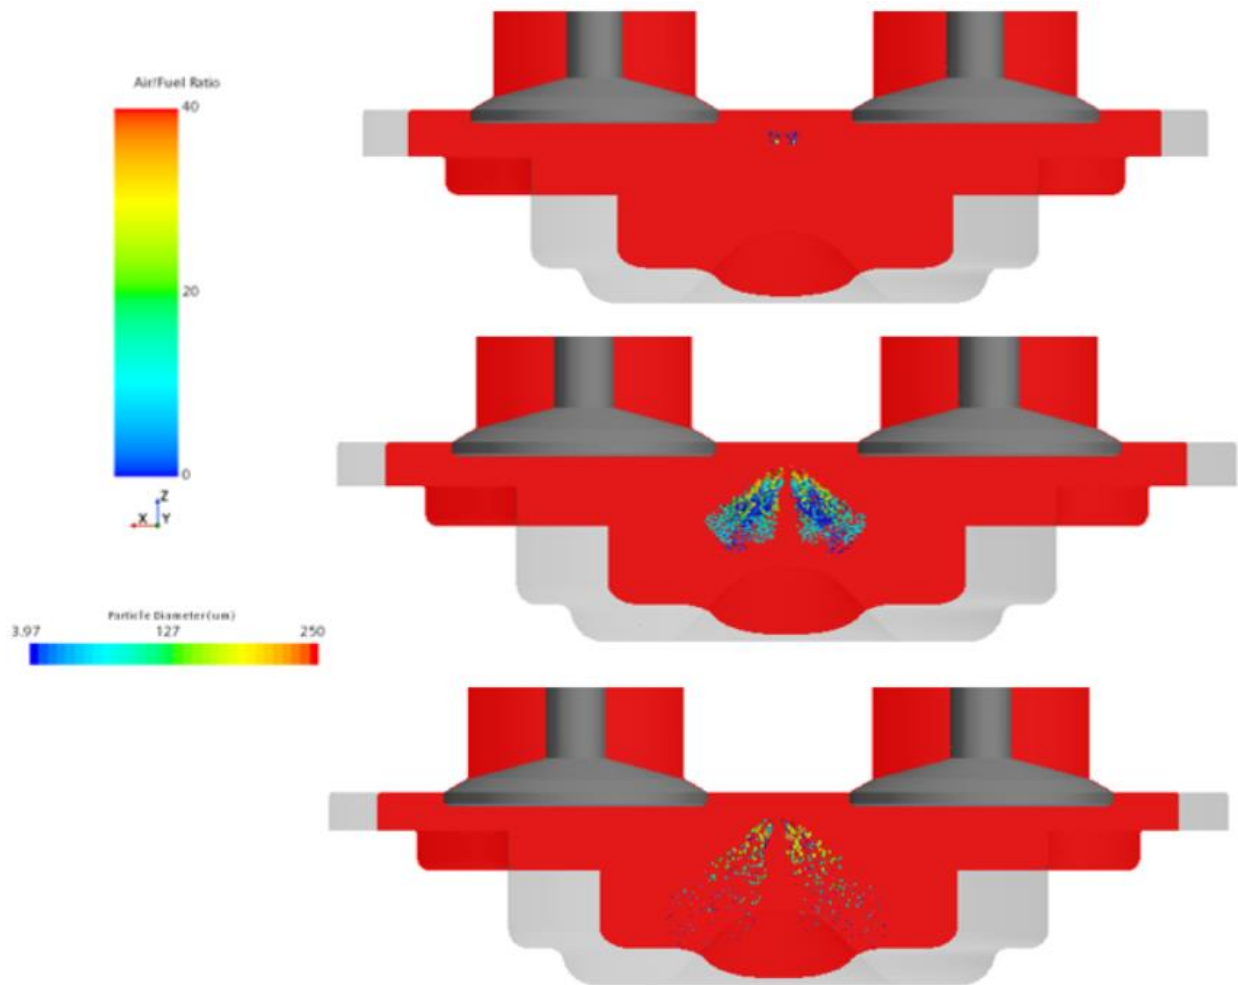 Air/Fuel Ratio
40
20
0
Z
X Y
Particle Diameter(um)
3.97 127 250